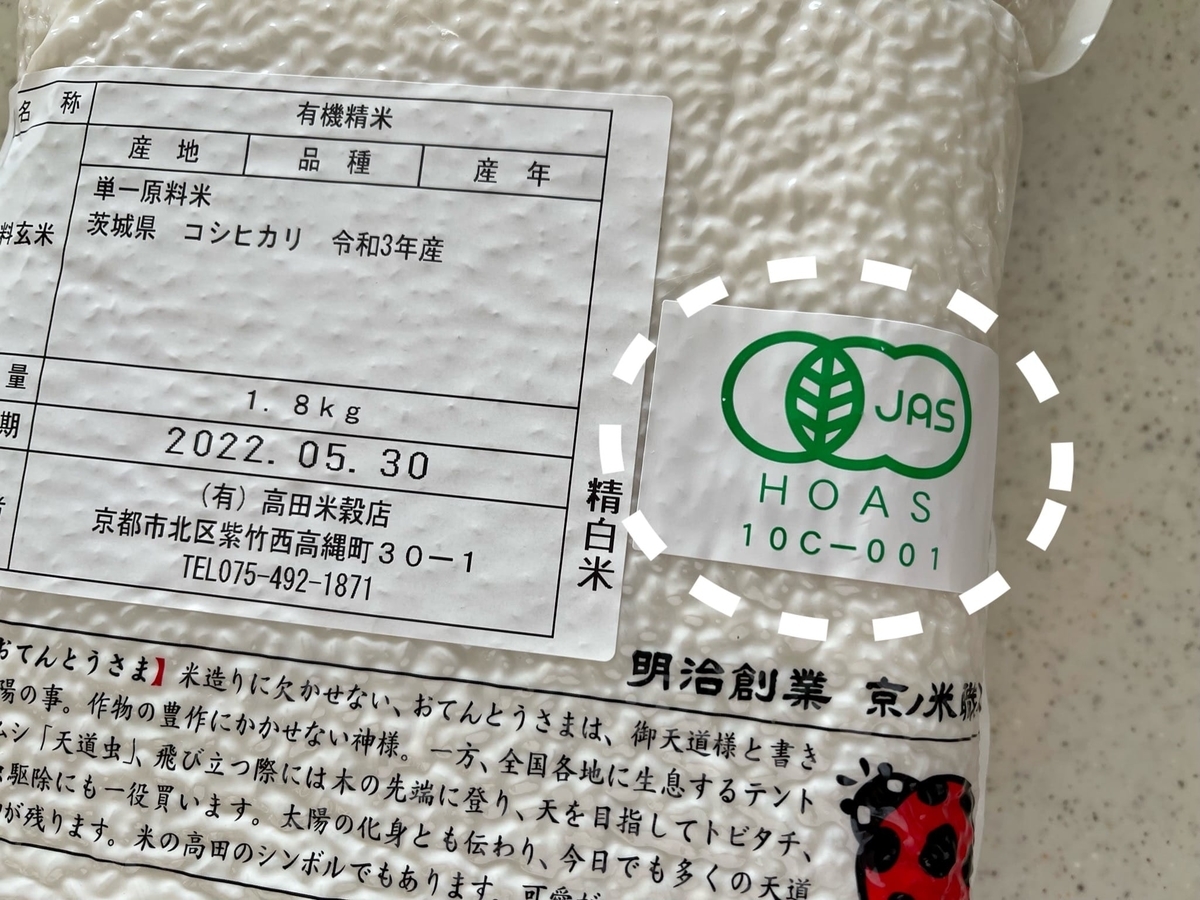 名 称
有機精米
産 地 品 種 産 年
料玄米
単一原料米
茨城県 コシヒカリ 令和3年産
量
1.8kg
期
2022.05.30
(有)高田米穀店
京都市北区紫竹西高縄町30-1
TEL075-492-1871
精白米
JAS
HOAS
10C-001
明治創業 京ノ米
おてんとうさま】米造りに欠かせない、おてんとうさまは、御天道様と書き
陽の事。作物の豊作にかかせない神様。一方、全国各地に生息するテント
ムシ「天道虫」、飛び立つ際には木の先端に登り、天を目指してトビタチ、
駆除にも一役買います。太陽の化身とも伝わり、今日でも多くの天道
が残ります。米の高田のシンボルでもあります。可愛が